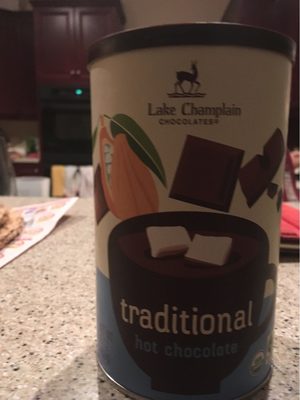 Lake Champlain
CHOCOLATES®
traditional
hot chocolate